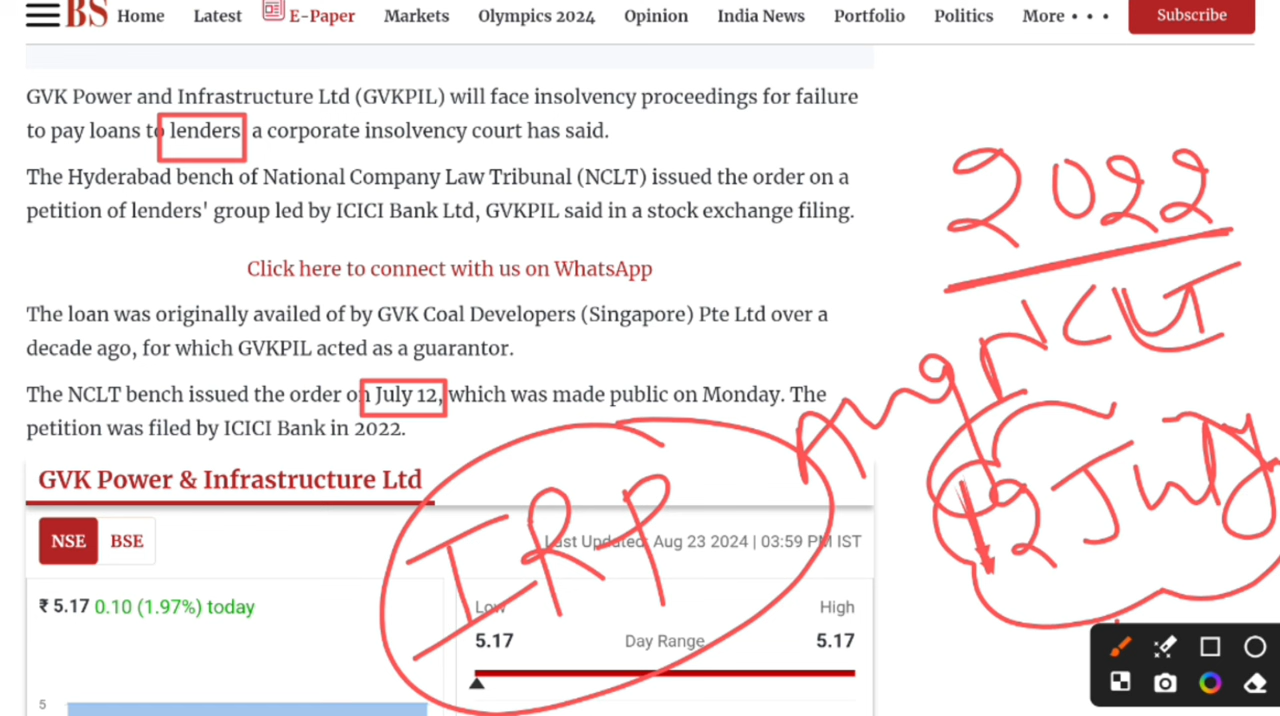 BS Home Latest E-Paper Markets Olympics 2024 Opinion India News Portfolio Politics More • • • Subscribe
GVK Power and Infrastructure Ltd (GVKPIL) will face insolvency proceedings for failure
to pay loans to lenders, a corporate insolvency court has said.
The Hyderabad bench of National Company Law Tribunal (NCLT) issued the order on a
petition of lenders' group led by ICICI Bank Ltd, GVKPIL said in a stock exchange filing.
Click here to connect with us on WhatsApp
The loan was originally availed of by GVK Coal Developers (Singapore) Pte Ltd over a
decade ago, for which GVKPIL acted as a guarantor.
The NCLT bench issued the order on July 12, which was made public on Monday. The
petition was filed by ICICI Bank in 2022.
2022
NCLT
12 July
IRP
GVK Power & Infrastructure Ltd
NSE BSE
Last Updated: Aug 23 2024 | 03:59 PM IST
₹ 5.17 0.10 (1.97%) today
Low High
5.17 Day Range 5.17
5